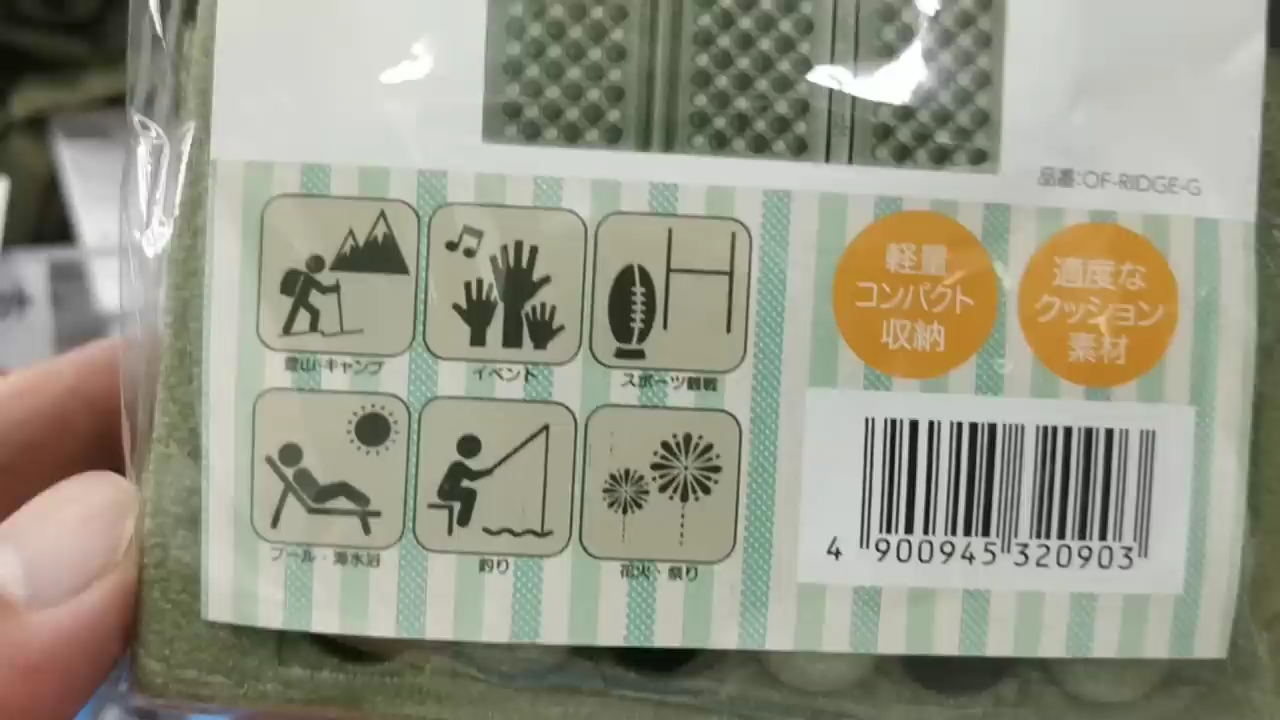 品番:OF-RIDGE-G
軽量
コンパクト
収納
適度な
クッション
素材
登山・キャンプ
イベント
スポーツ観戦
プール・海水浴
釣り
花火・祭り
4 900945 320903